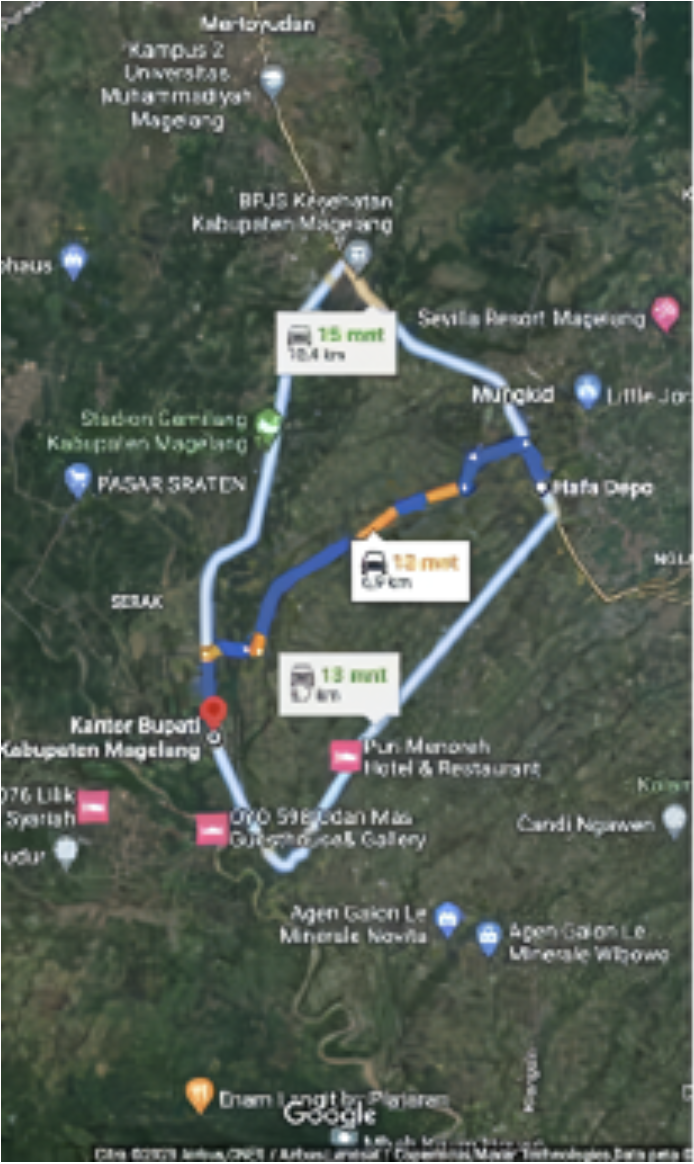 Mertoyudan
Kampus 2
Universitas
Muhammadiyah
Magelang
BPJS Kesehatan
Kabupaten Magelang
ohaus
15 mnt
10,4 km
Sevilla Resort Magelang
Mungkid
Little Jor
Stadion Gemilang
Kabupaten Magelang
PASAR SRATEN
Hafa Depo
12 mnt
6,9 km
NGLU
SERAK
13 mnt
km
Kantor Bupati
Kabupaten Magelang
Puri Menoreh
Hotel & Restaurant
076 Lilik
Syariah
OYO 598 Udan Mas
Guesthouse& Gallery
Candi Ngawen
udur
Agen Galon Le
Minerale Novita
Agen Galon Le...
Minerale Wibowo
Enam Langit by Plataran
Google
Citra ©2023 Airbus, CNES / Airbus, Landsat / Copernicus, Maxar Technologies, Data peta ©